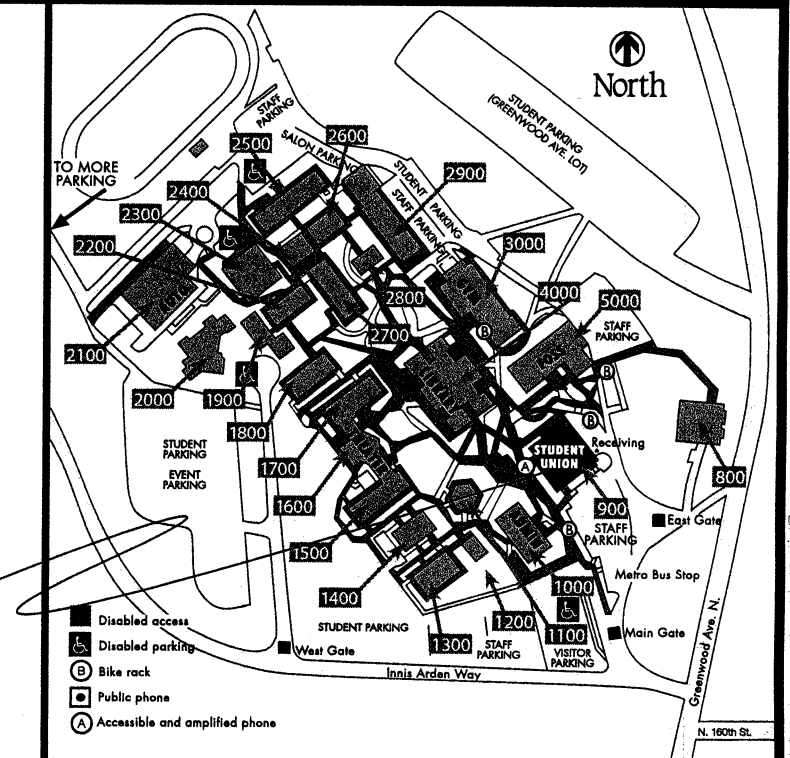 North
STAFF
PARKING
STUDENT PARKING
(GREENWOOD AVE. LOT)
2500
2600
SALON PARKING
TO MORE
PARKING
2400
STUDENT PARKING
STAFF PARKING
2900
2300
2200
3000
4000
5000
2800
STAFF
PARKING
2700
2100
B
B
2000
1900
LIBRARY
1800
B
STUDENT
PARKING
EVENT
PARKING
1700
STUDENT
UNION
Receiving
A
800
1600
900
STAFF
PARKING
East Gate
B
1500
1400
1000
Metro Bus Stop
1200
1100
1300
STUDENT PARKING
STAFF
PARKING
VISITOR
PARKING
Main Gate
West Gate
Innis Arden Way
Greenwood Ave. N.
N. 160th St.
Disabled access
Disabled parking
B Bike rack
Public phone
A Accessible and amplified phone